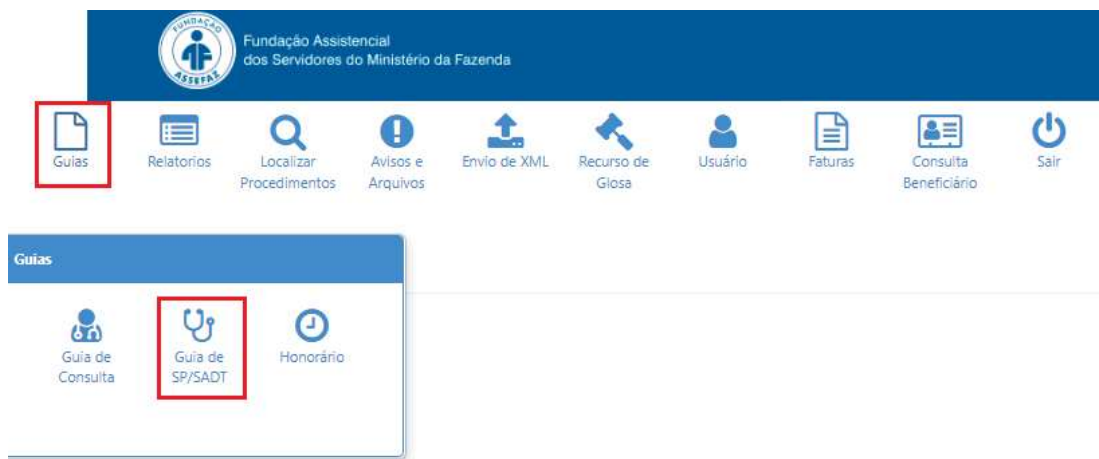 FUNDAÇÃO
ASSEFAZ
Fundação Assistencial
dos Servidores do Ministério da Fazenda
Guias
Relatorios
Localizar
Procedimentos
Avisos e
Arquivos
Envio de XML
Recurso de
Glosa
Usuário
Faturas
Consulta
Beneficiário
Sair
Guias
Guia de
Consulta
Guia de
SP/SADT
Honorário